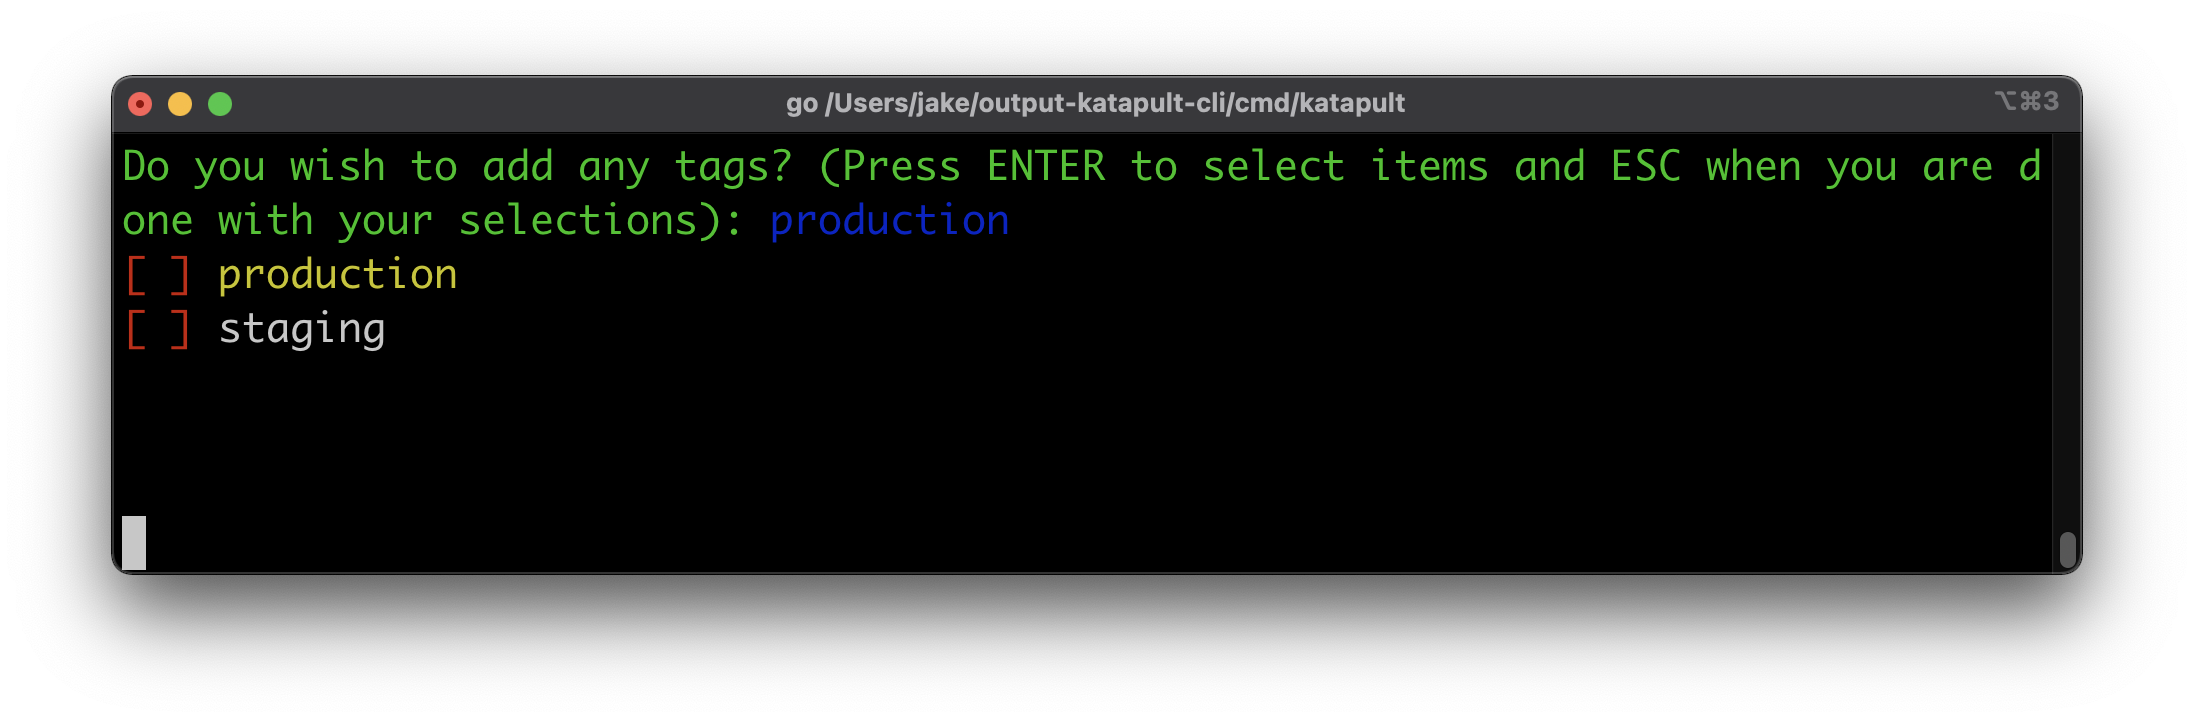 go /Users/jake/output-katapult-cli/cmd/katapult
⌥⌘3
Do you wish to add any tags? (Press ENTER to select items and ESC when you are d
one with your selections): production
[ ] production
[ ] staging